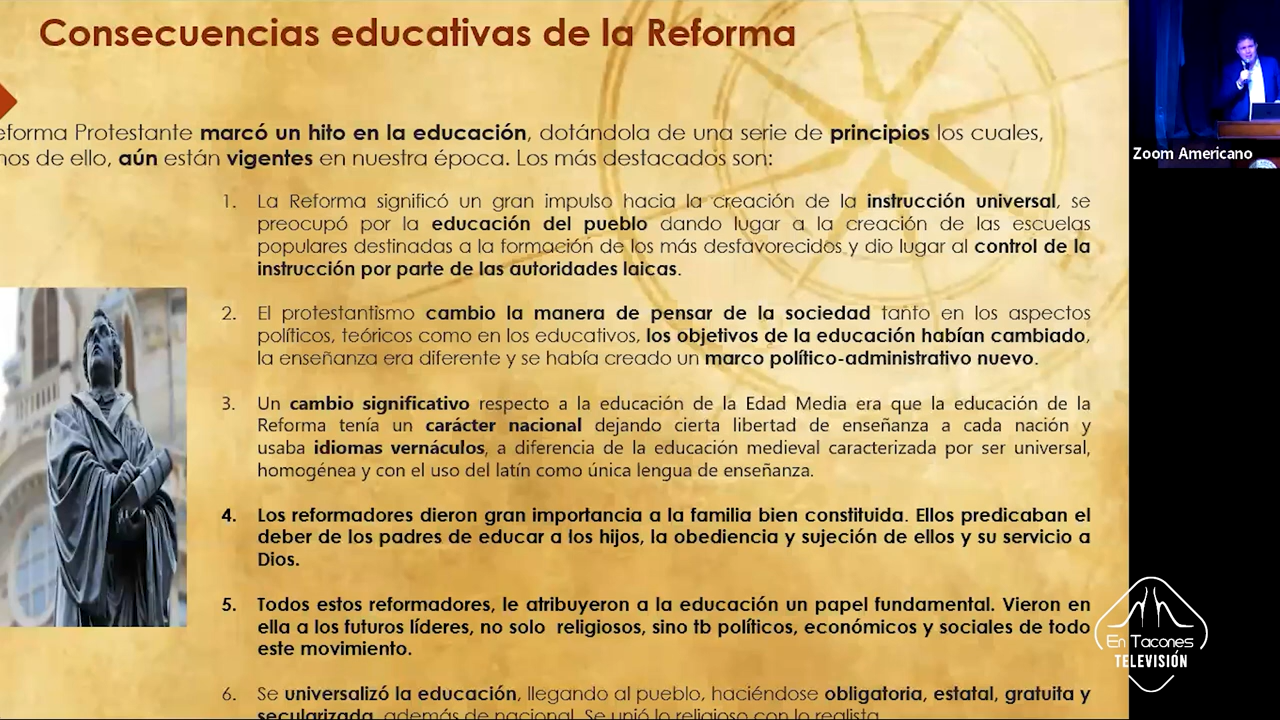 Consecuencias educativas de la Reforma
eforma Protestante marcó un hito en la educación, dotándola de una serie de principios los cuales,
nos de ello, aún están vigentes en nuestra época. Los más destacados son:
1. La Reforma significó un gran impulso hacia la creación de la instrucción universal, se
preocupó por la educación del pueblo dando lugar a la creación de las escuelas
populares destinadas a la formación de los más desfavorecidos y dio lugar al control de la
instrucción por parte de las autoridades laicas.
2. El protestantismo cambio la manera de pensar de la sociedad tanto en los aspectos
políticos, teóricos como en los educativos, los objetivos de la educación habían cambiado,
la enseñanza era diferente y se había creado un marco político-administrativo nuevo.
3. Un cambio significativo respecto a la educación de la Edad Media era que la educación de la
Reforma tenía un carácter nacional dejando cierta libertad de enseñanza a cada nación y
usaba idiomas vernáculos, a diferencia de la educación medieval caracterizada por ser universal,
homogénea y con el uso del latín como única lengua de enseñanza.
4. Los reformadores dieron gran importancia a la familia bien constituida. Ellos predicaban el
deber de los padres de educar a los hijos, la obediencia y sujeción de ellos y su servicio a
Dios.
5. Todos estos reformadores, le atribuyeron a la educación un papel fundamental. Vieron en
ella a los futuros líderes, no solo religiosos, sino tb políticos, económicos y sociales de todo
este movimiento.
6. Se universalizó la educación, llegando al pueblo, haciéndose obligatoria, estatal, gratuita y
secularizada, además de nacional. Se unió lo religioso con lo realista
Zoom Americano
En Tacones
TELEVISIÓN